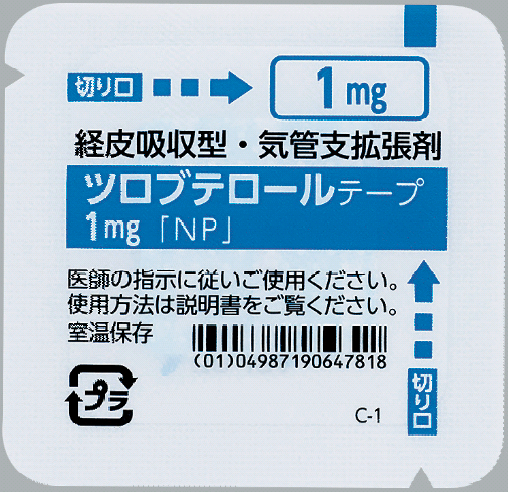 切り口
1mg
経皮吸収型・気管支拡張剤
ツロブテロールテープ
1mg「NP」
医師の指示に従いご使用ください。
使用方法は説明書をご覧ください。
室温保存
(01)04987190647818
プラ
C-1
切り口